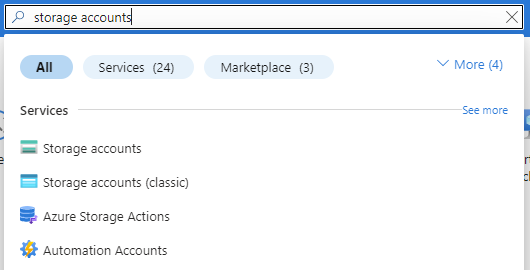 storage accounts
All Services (24) Marketplace (3) More (4)
Services See more
Storage accounts
Storage accounts (classic)
Azure Storage Actions
Automation Accounts